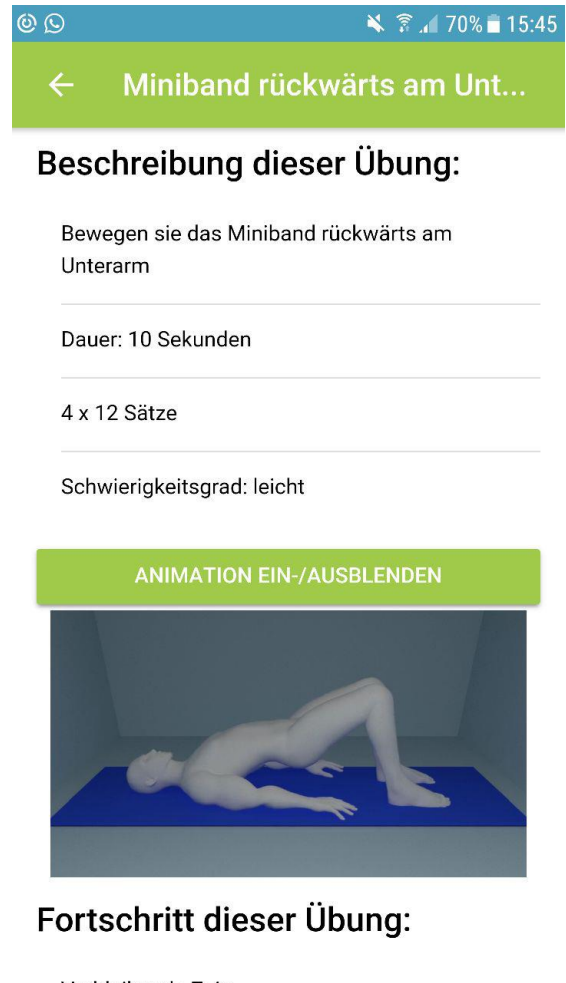 70% 15:45
Miniband rückwärts am Unt...
Beschreibung dieser Übung:
Bewegen sie das Miniband rückwärts am
Unterarm
Dauer: 10 Sekunden
4 x 12 Sätze
Schwierigkeitsgrad: leicht
ANIMATION EIN-/AUSBLENDEN
Fortschritt dieser Übung: